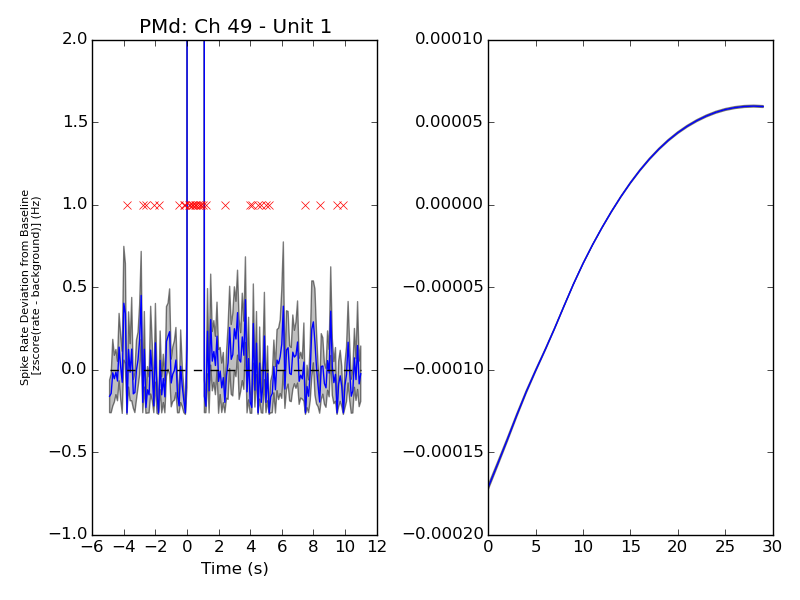 PMd: Ch 49 - Unit 1
2.0
1.5
1.0
0.5
0.0
−0.5
−1.0
−6 −4 −2 0 2 4 6 8 10 12
Time (s)
Spike Rate Deviation from Baseline
[zscore(rate - background)] (Hz)
0.00010
0.00005
0.00000
−0.00005
−0.00010
−0.00015
−0.00020
0 5 10 15 20 25 30